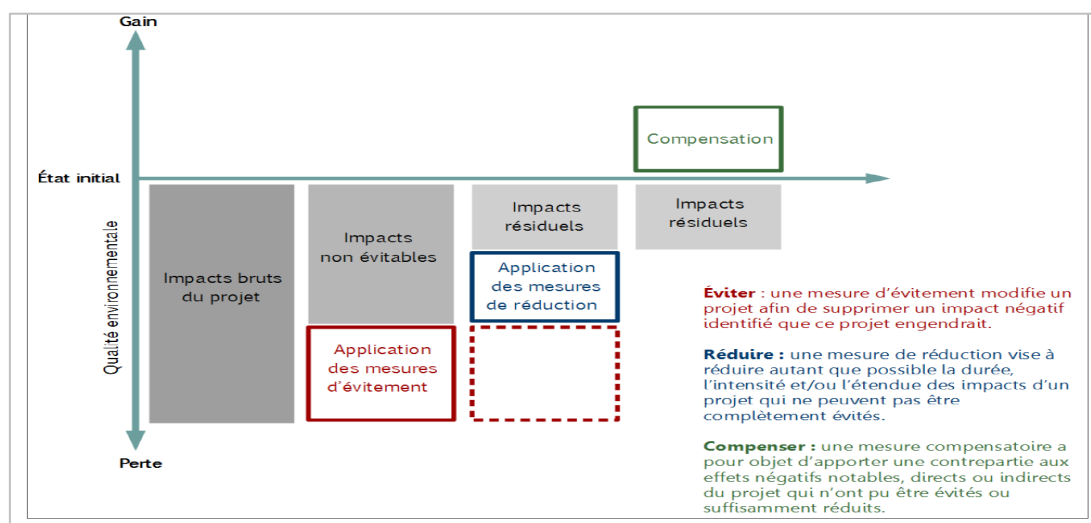 Gain
Compensation
État initial
Qualité environnementale
Impacts bruts
du projet
Impacts
non évitables
Application
des mesures
d'évitement
Impacts
résiduels
Application
des mesures
de réduction
Impacts
résiduels
Perte
Éviter : une mesure d'évitement modifie un
projet afin de supprimer un impact négatif
identifié que ce projet engendrait.
Réduire : une mesure de réduction vise à
réduire autant que possible la durée,
l'intensité et/ou l'étendue des impacts d'un
projet qui ne peuvent pas être
complètement évités.
Compenser : une mesure compensatoire a
pour objet d'apporter une contrepartie aux
effets négatifs notables, directs ou indirects
du projet qui n'ont pu être évités ou
suffisamment réduits.